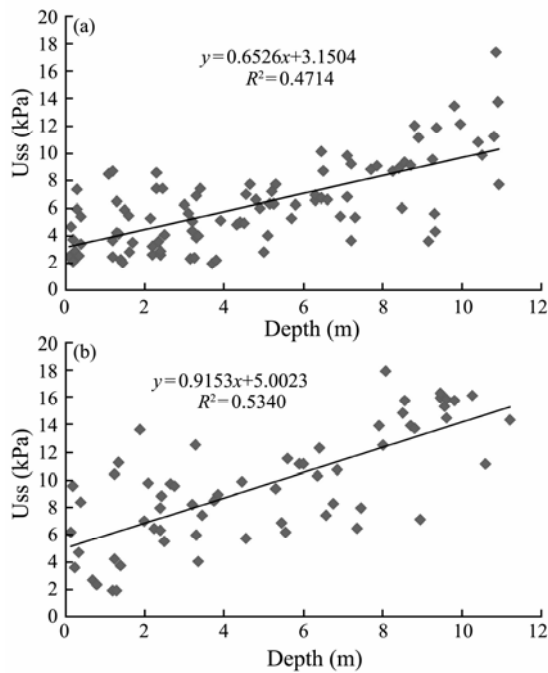 (a)
y=0.6526x+3.1504
R²=0.4714
Uss (kPa)
20
18
16
14
12
10
8
6
4
2
0
0 2 4 6 8 10 12
Depth (m)
(b)
y=0.9153x+5.0023
R²=0.5340
Uss (kPa)
20
18
16
14
12
10
8
6
4
2
0
0 2 4 6 8 10 12
Depth (m)